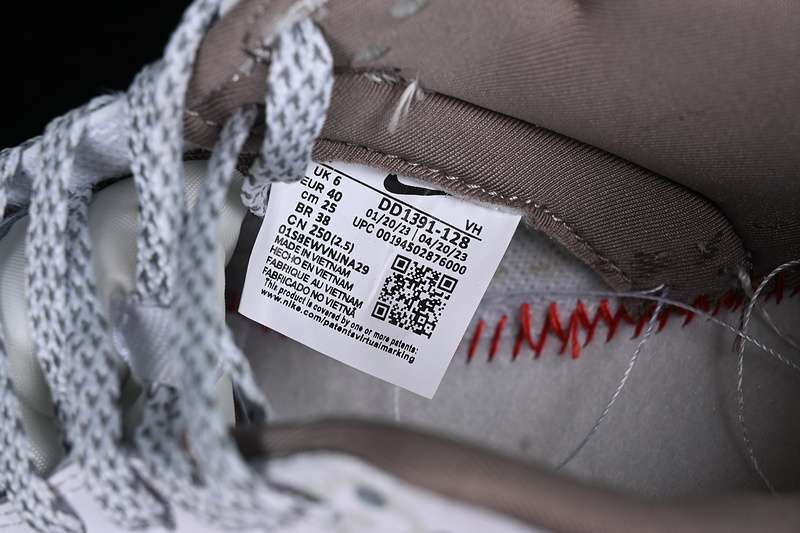 UK 6
EUR 40
cm 25
BR 38
CN 250(2.5)
DD1391-128 VH
01/20/23 | 04/20/23
UPC 00194502876000
01S8EWVNJNA29
MADE IN VIETNAM
HECHO EN VIETNAM
FABRIQUE AU VIETNAM
FABRICADO NO VIETNÃ
This product is covered by one or more patents:
www.nike.com/patentavirtualmarking